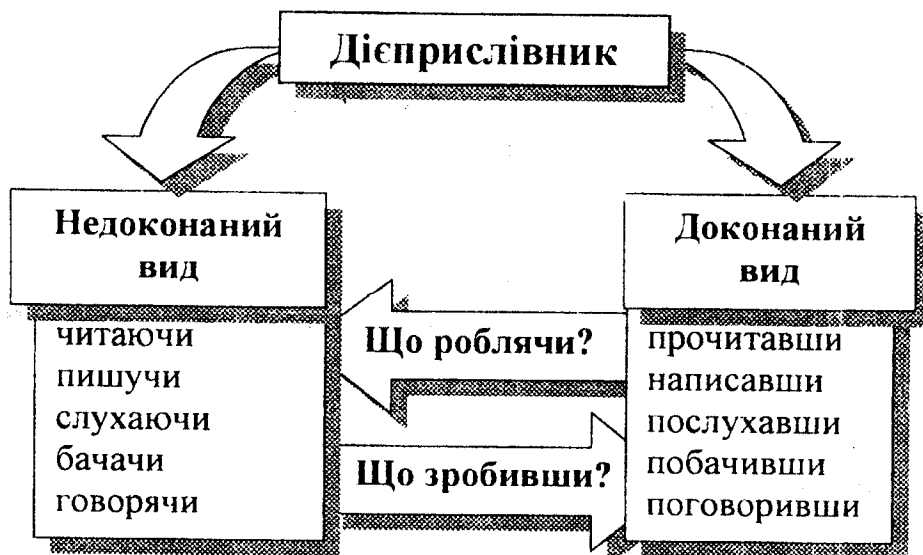 Дієприслівник
Недоконаний
вид
читаючи
пишучи
слухаючи
бачачи
говорячи
Що роблячи?
Що зробивши?
Доконаний
вид
прочитавши
написавши
послухавши
побачивши
поговоривши